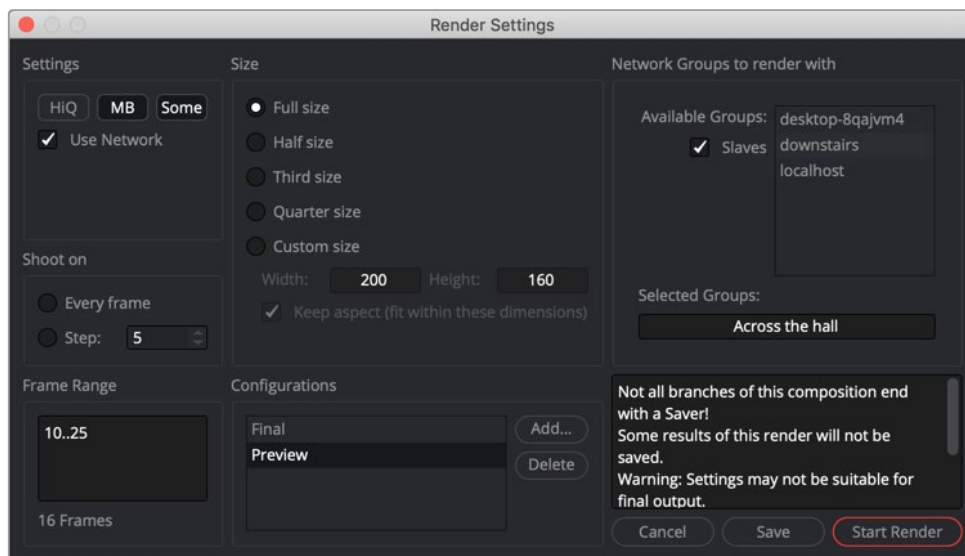 Render Settings
Settings
HiQ MB Some
Use Network
Size
Full size
Half size
Third size
Quarter size
Custom size
Width: 200 Height: 160
Keep aspect (fit within these dimensions)
Network Groups to render with
Available Groups:
Slaves
desktop-8qajvm4
downstairs
localhost
Selected Groups:
Across the hall
Shoot on
Every frame
Step: 5
Frame Range
10..25
16 Frames
Configurations
Final
Preview
Add...
Delete
Not all branches of this composition end
with a Saver!
Some results of this render will not be
saved.
Warning: Settings may not be suitable for
final output.
Cancel Save Start Render